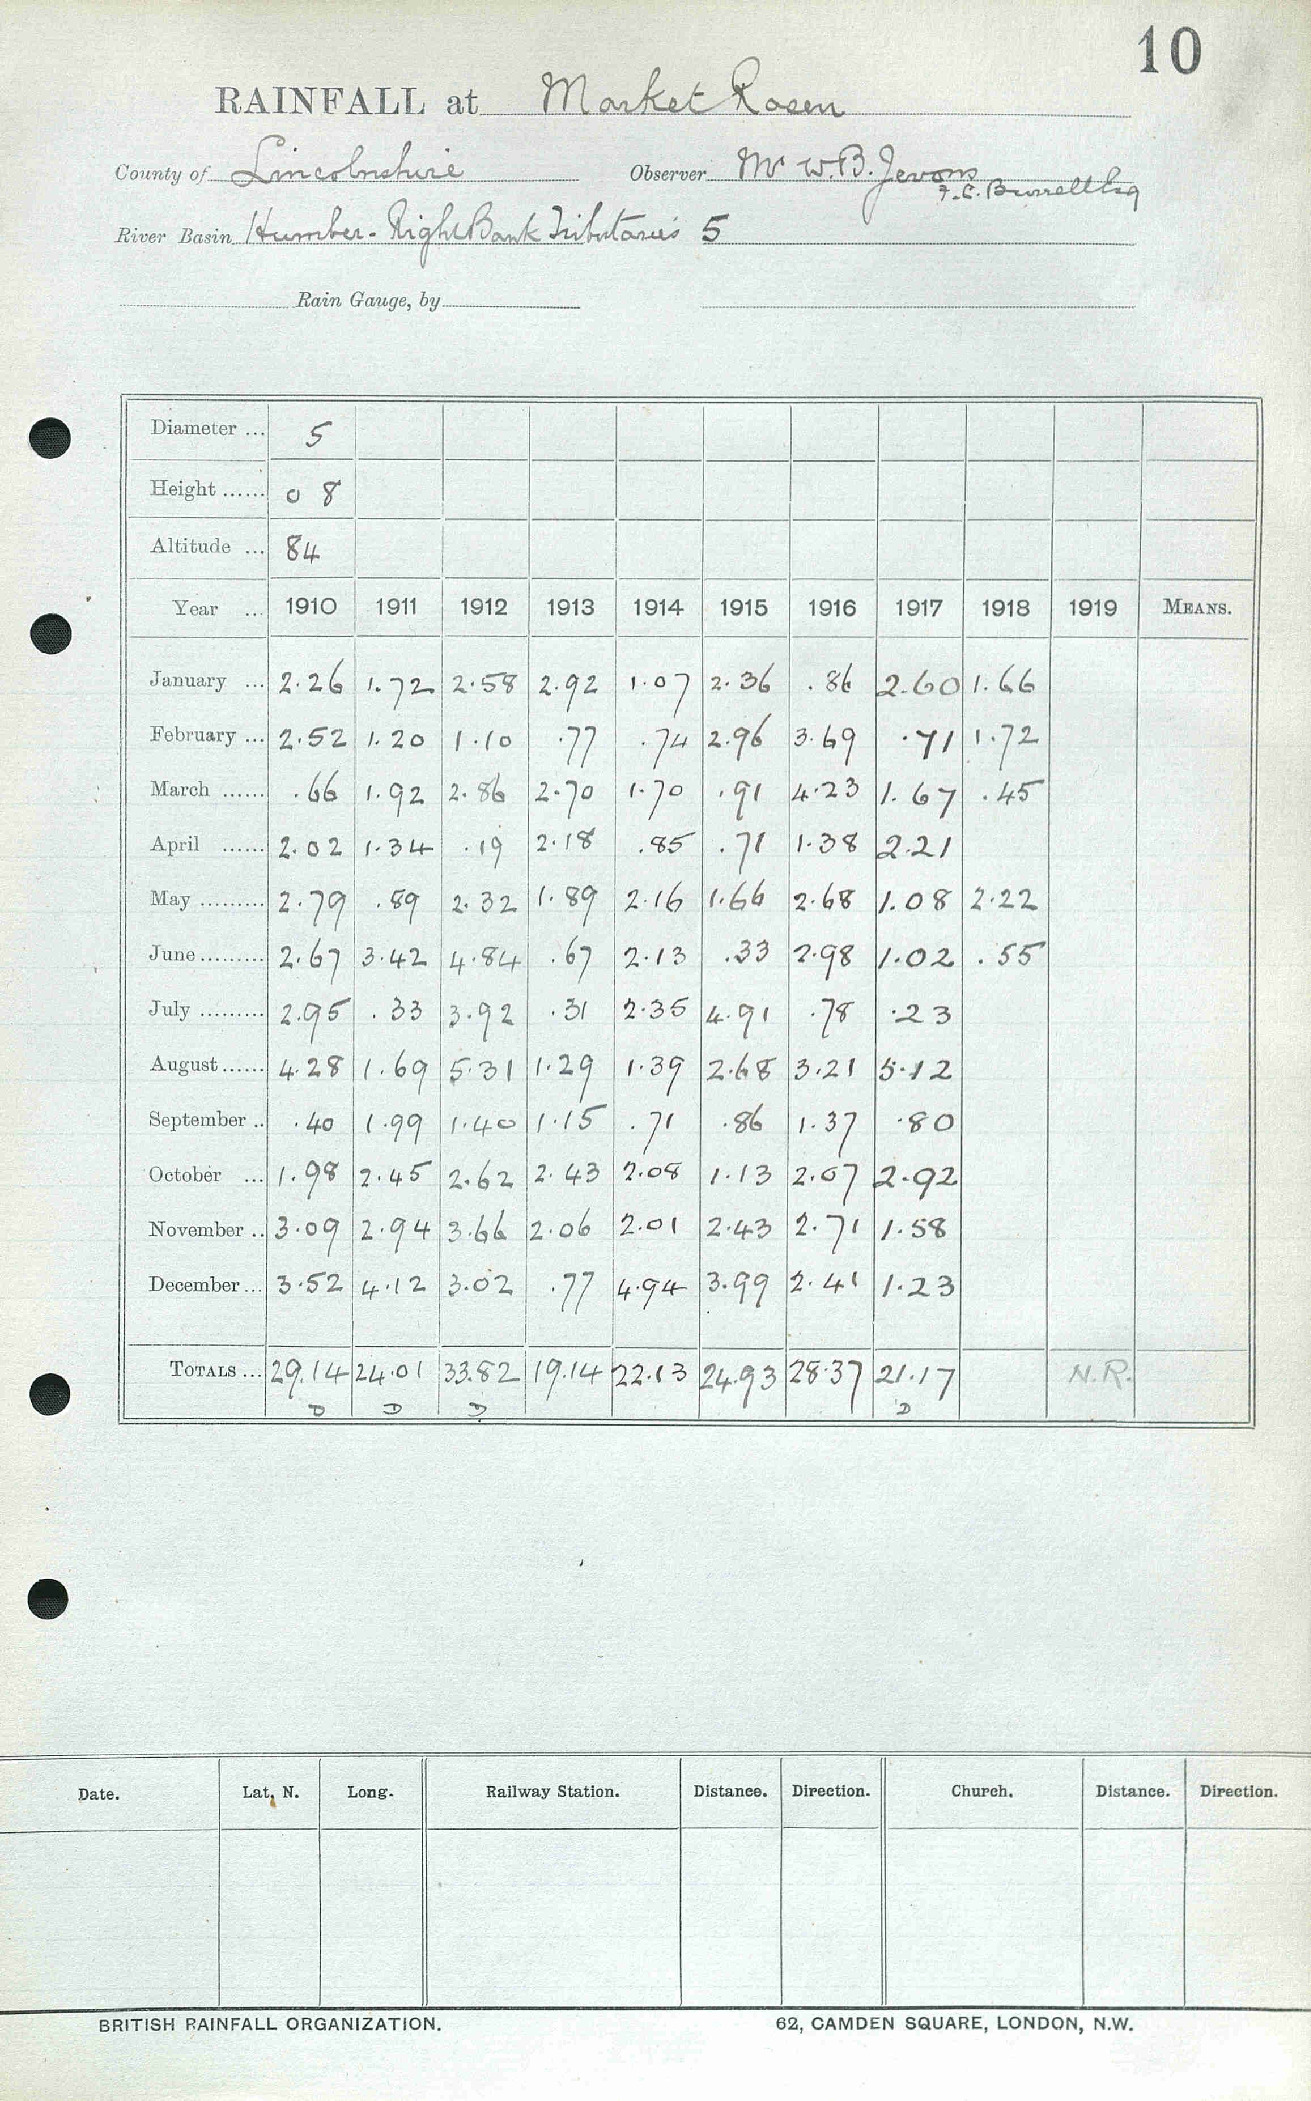 10
RAINFALL at Market Rasen
County of Lincolnshire Observer Mr W.B. Jevons
F.C. Burrell Esq
River Basin Humber - Right Bank Tributaries 5
Rain Gauge, by
Diameter ... 5
Height ...... 0 8
Altitude ... 84
Year ... 1910 1911 1912 1913 1914 1915 1916 1917 1918 1919 MEANS.
January ... 2.26 1.72 2.58 2.92 1.07 2.36 .86 2.60 1.66
February ... 2.52 1.20 1.10 .77 .74 2.96 3.69 .71 1.72
March ...... .66 1.92 2.86 2.70 1.70 .91 4.23 1.67 .45
April ...... 2.02 1.34 .19 2.18 .85 .71 1.38 2.21
May ......... 2.79 .89 2.32 1.89 2.16 1.66 2.68 1.08 2.22
June ......... 2.67 3.42 4.84 .67 2.13 .33 2.98 1.02 .55
July ......... 2.95 .33 3.92 .31 2.35 4.91 .78 .23
August ...... 4.28 1.69 5.31 1.29 1.39 2.68 3.21 5.12
September .. .40 1.99 1.40 1.15 .71 .86 1.37 .80
October ... 1.98 2.45 2.62 2.43 2.08 1.13 2.07 2.92
November .. 3.09 2.94 3.66 2.06 2.01 2.43 2.71 1.58
December ... 3.52 4.12 3.02 .77 4.94 3.99 2.41 1.23
TOTALS ... 29.14 24.01 33.82 19.14 22.13 24.93 28.37 21.17 N.R.
D D D D
Date. Lat. N. Long. Railway Station. Distance. Direction. Church. Distance. Direction.
BRITISH RAINFALL ORGANIZATION. 62, CAMDEN SQUARE, LONDON, N.W.